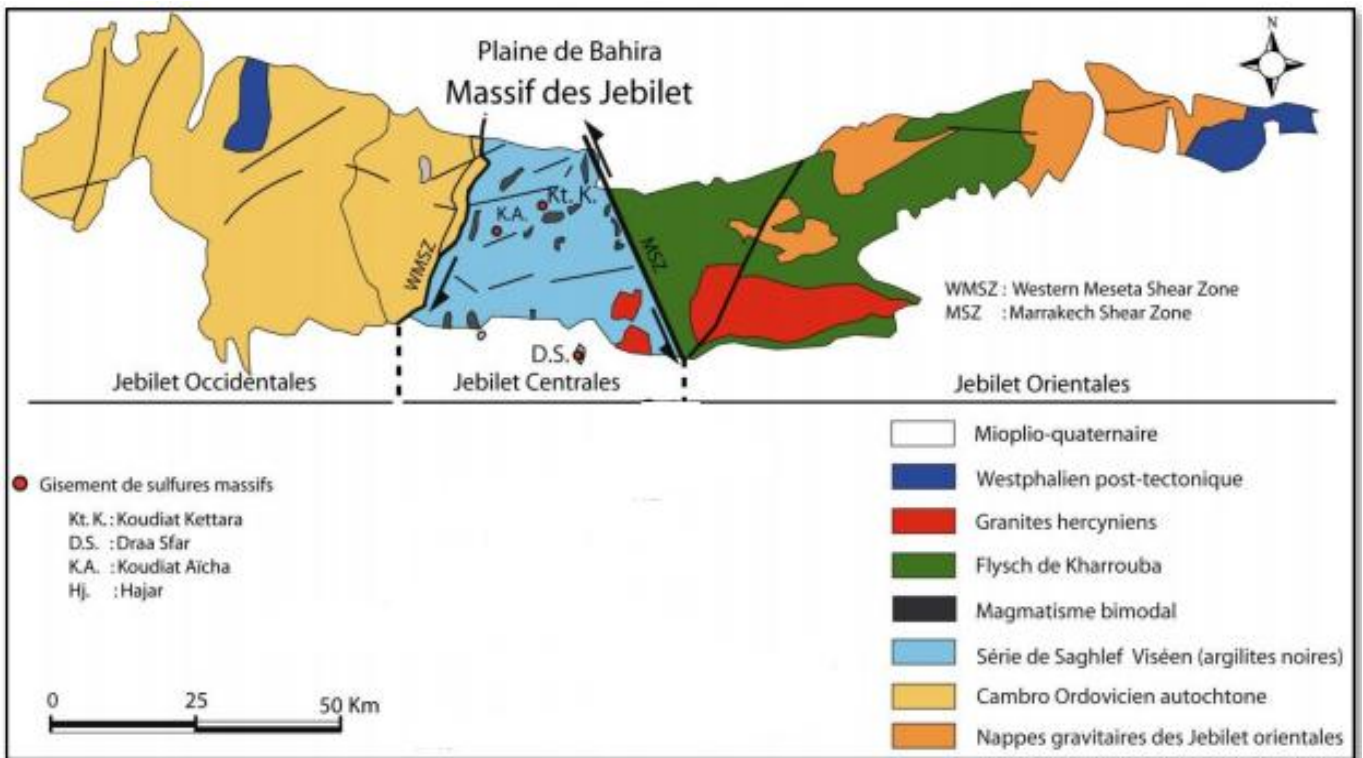 N
Plaine de Bahira
Massif des Jebilet
Kt. K.
K.A.
WMSZ
MSZ
WMSZ : Western Meseta Shear Zone
MSZ : Marrakech Shear Zone
D.S.
Jebilet Occidentales
Jebilet Centrales
Jebilet Orientales
Gisement de sulfures massifs
Kt. K. : Koudiat Kettara
D.S. : Draa Sfar
K.A. : Koudiat Aïcha
Hj. : Hajar
0 25 50 Km
Mioplio-quaternaire
Westphalien post-tectonique
Granites hercyniens
Flysch de Kharrouba
Magmatisme bimodal
Série de Saghlef Viséen (argilites noires)
Cambro Ordovicien autochtone
Nappes gravitaires des Jebilet orientales